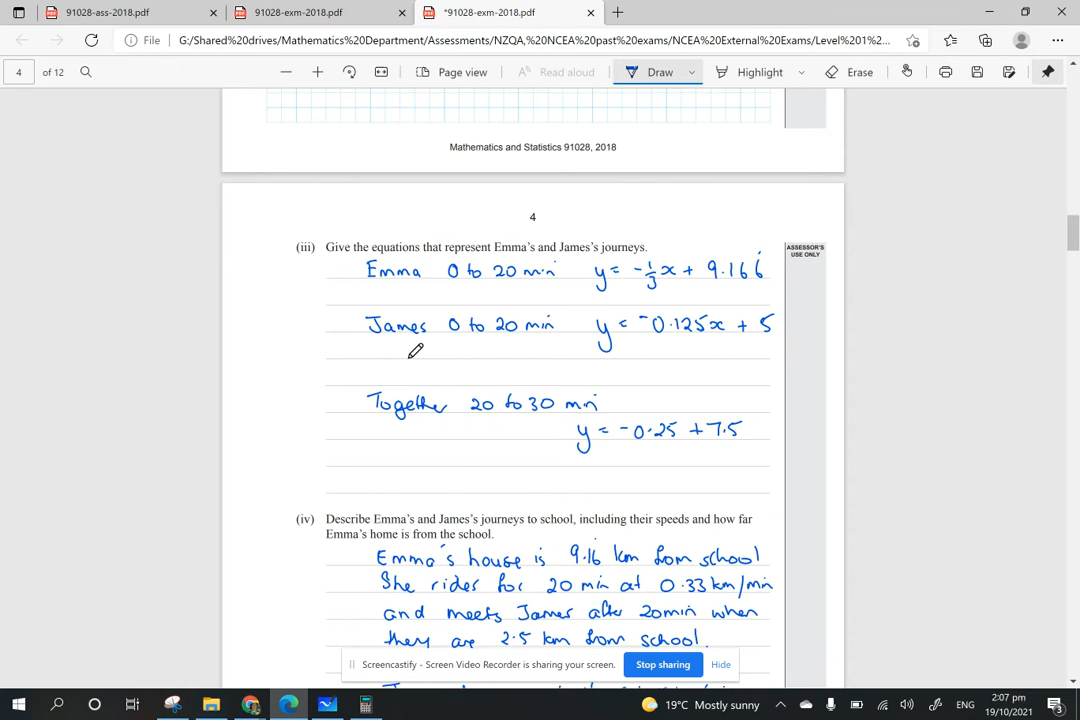 91028-ass-2018.pdf
91028-exm-2018.pdf
*91028-exm-2018.pdf
File
G:/Shared%20drives/Mathematics%20Department/Assessments/NZQA,%20NCEA%20past%20exams/NCEA%20External%20Exams/Level%201%2...
4 of 12
Page view
Read aloud
Draw
Highlight
Erase
Mathematics and Statistics 91028, 2018
4
ASSESSOR'S
USE ONLY
(iii) Give the equations that represent Emma's and James's journeys.
Emma 0 to 20 min y = -1/3x + 9.166̇
James 0 to 20 min y = -0.125x + 5
Together 20 to 30 min
y = -0.25 + 7.5
(iv) Describe Emma's and James's journeys to school, including their speeds and how far
Emma's home is from the school.
Emma's house is 9.16̇ km from school
She rides for 20 min at 0.33 km/min
and meets James after 20min when
they are 2.5 km from school.
Screencastify - Screen Video Recorder is sharing your screen.
Stop sharing
Hide
19°C Mostly sunny
ENG
2:07 pm
19/10/2021
3